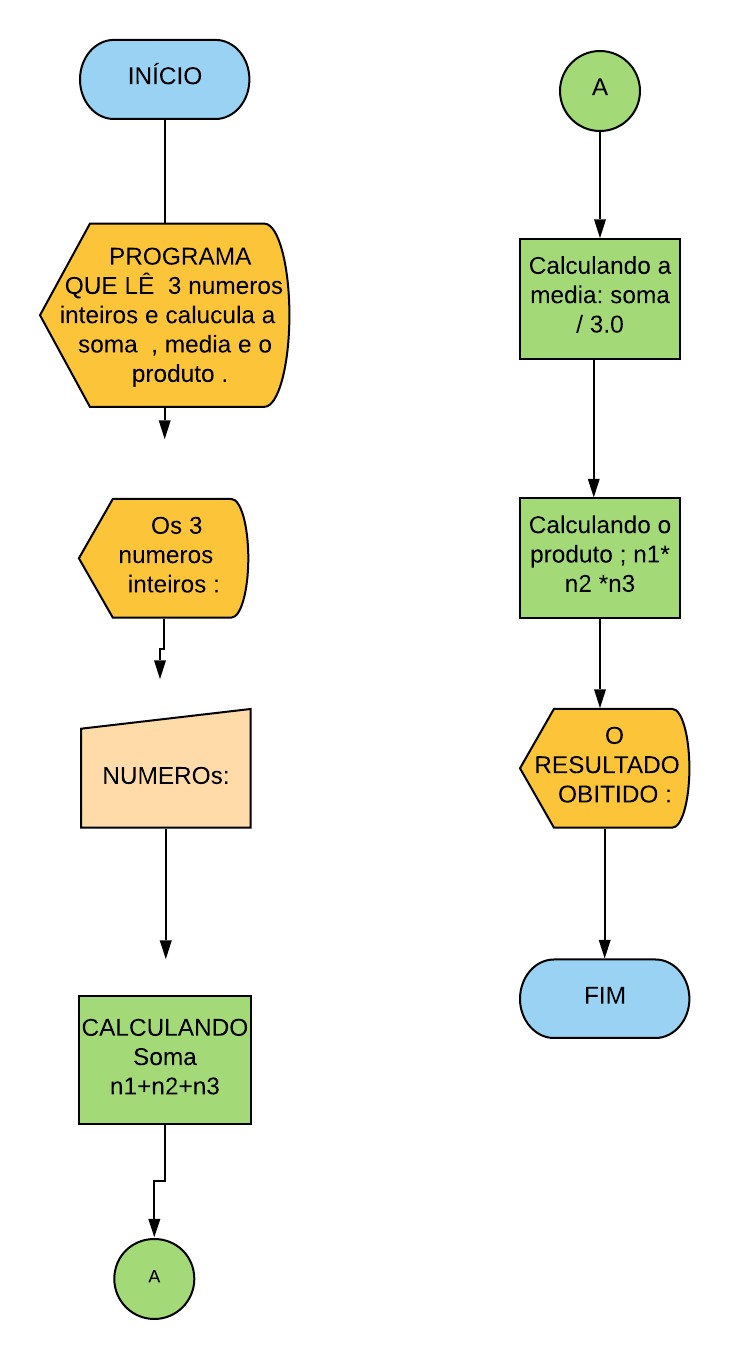 INÍCIO
PROGRAMA
QUE LÊ 3 numeros
inteiros e calucula a
soma , media e o
produto .
Os 3
numeros
inteiros :
NUMEROs:
CALCULANDO
Soma
n1+n2+n3
A
A
Calculando a
media: soma
/ 3.0
Calculando o
produto ; n1*
n2 *n3
O
RESULTADO
OBITIDO :
FIM